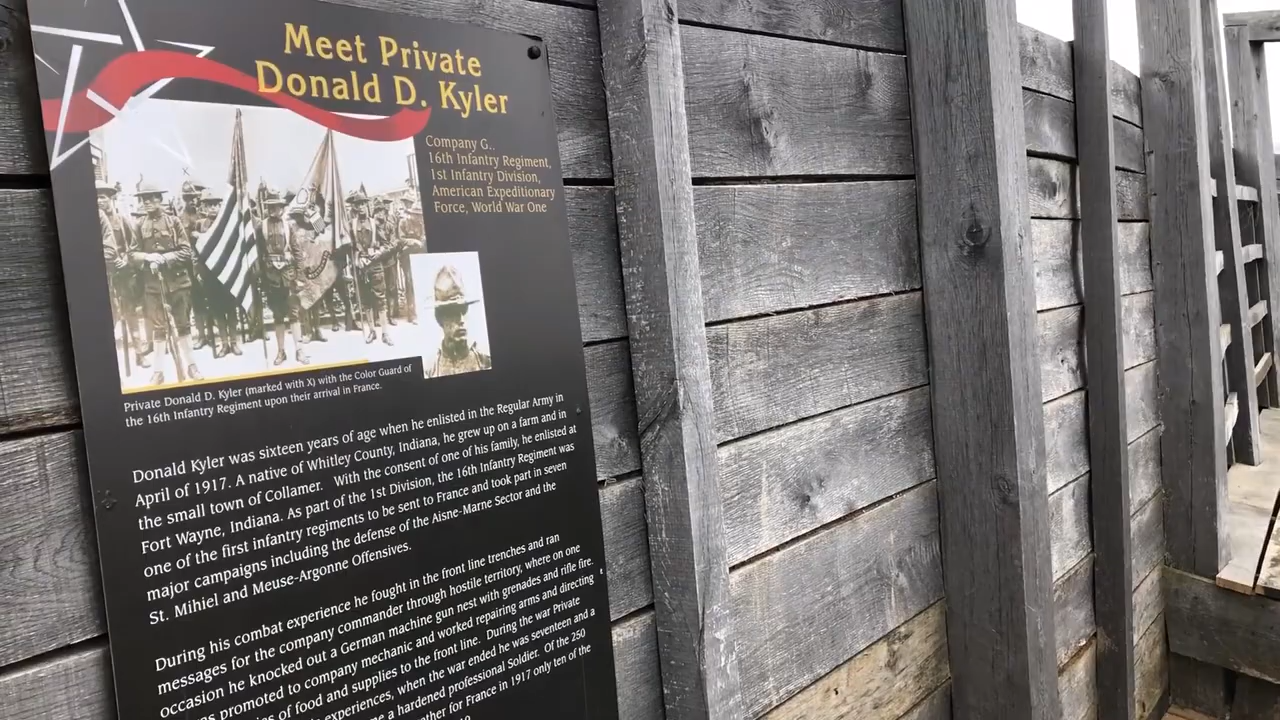 Meet Private
Donald D. Kyler
Company G..
16th Infantry Regiment,
1st Infantry Division,
American Expeditionary
Force, World War One
Private Donald D. Kyler (marked with X) with the Color Guard of
the 16th Infantry Regiment upon their arrival in France.
Donald Kyler was sixteen years of age when he enlisted in the Regular Army in
April of 1917. A native of Whitley County, Indiana, he grew up on a farm and in
the small town of Collamer. With the consent of one of his family, he enlisted at
Fort Wayne, Indiana. As part of the 1st Division, the 16th Infantry Regiment was
one of the first infantry regiments to be sent to France and took part in seven
major campaigns including the defense of the Aisne-Marne Sector and the
St. Mihiel and Meuse-Argonne Offensives.
During his combat experience he fought in the front line trenches and ran
messages for the company commander through hostile territory, where on one
occasion he knocked out a German machine gun nest with grenades and rifle fire.
promoted to company mechanic and worked repairing arms and directing
of food and supplies to the front line. During the war Private
experiences, when the war ended he was seventeen and a
a hardened professional Soldier. Of the 250
for France in 1917 only ten of the